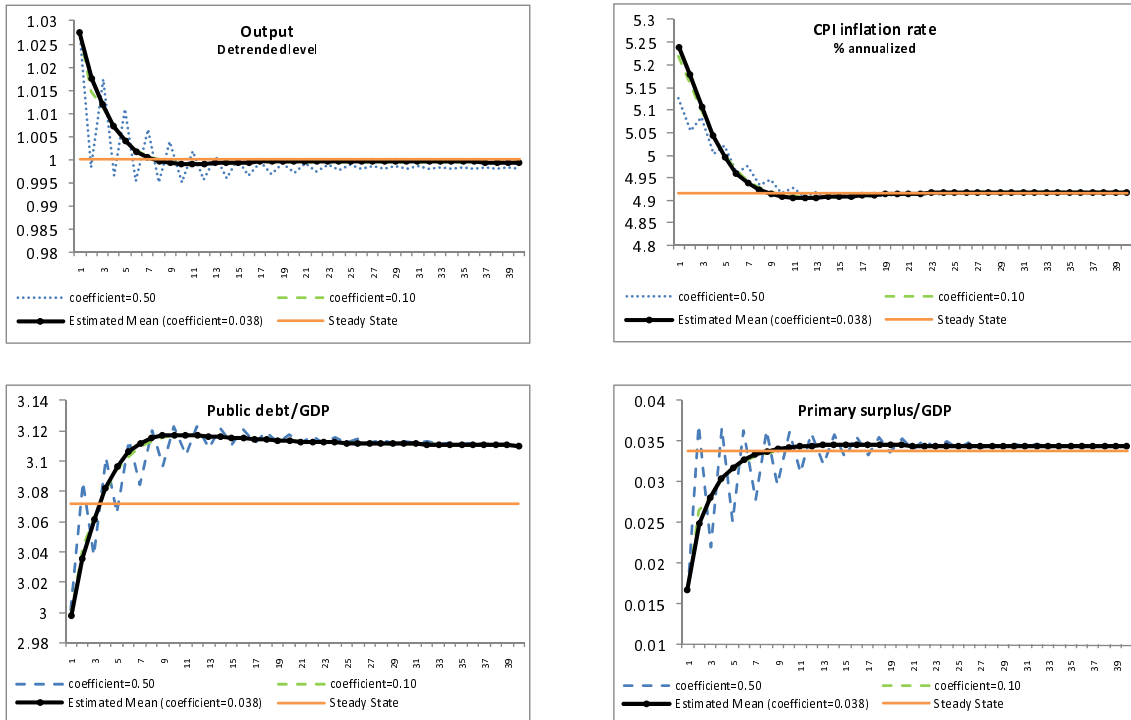 Output
Detrended level
1.03
1.025
1.02
1.015
1.01
1.005
1
0.995
0.99
0.985
0.98
1 3 5 7 9 11 13 15 17 19 21 23 25 27 29 31 33 35 37 39
coefficient=0.50 coefficient=0.10
Estimated Mean (coefficient=0.038) Steady State
CPI inflation rate
% annualized
5.3
5.25
5.2
5.15
5.1
5.05
5
4.95
4.9
4.85
4.8
1 3 5 7 9 11 13 15 17 19 21 23 25 27 29 31 33 35 37 39
coefficient=0.50 coefficient=0.10
Estimated Mean (coefficient=0.038) Steady State
Public debt/GDP
3.14
3.12
3.1
3.08
3.06
3.04
3.02
3
2.98
1 3 5 7 9 11 13 15 17 19 21 23 25 27 29 31 33 35 37 39
coefficient=0.50 coefficient=0.10
Estimated Mean (coefficient=0.038) Steady State
Primary surplus/GDP
0.04
0.035
0.03
0.025
0.02
0.015
0.01
1 3 5 7 9 11 13 15 17 19 21 23 25 27 29 31 33 35 37 39
coefficient=0.50 coefficient=0.10
Estimated Mean (coefficient=0.038) Steady State